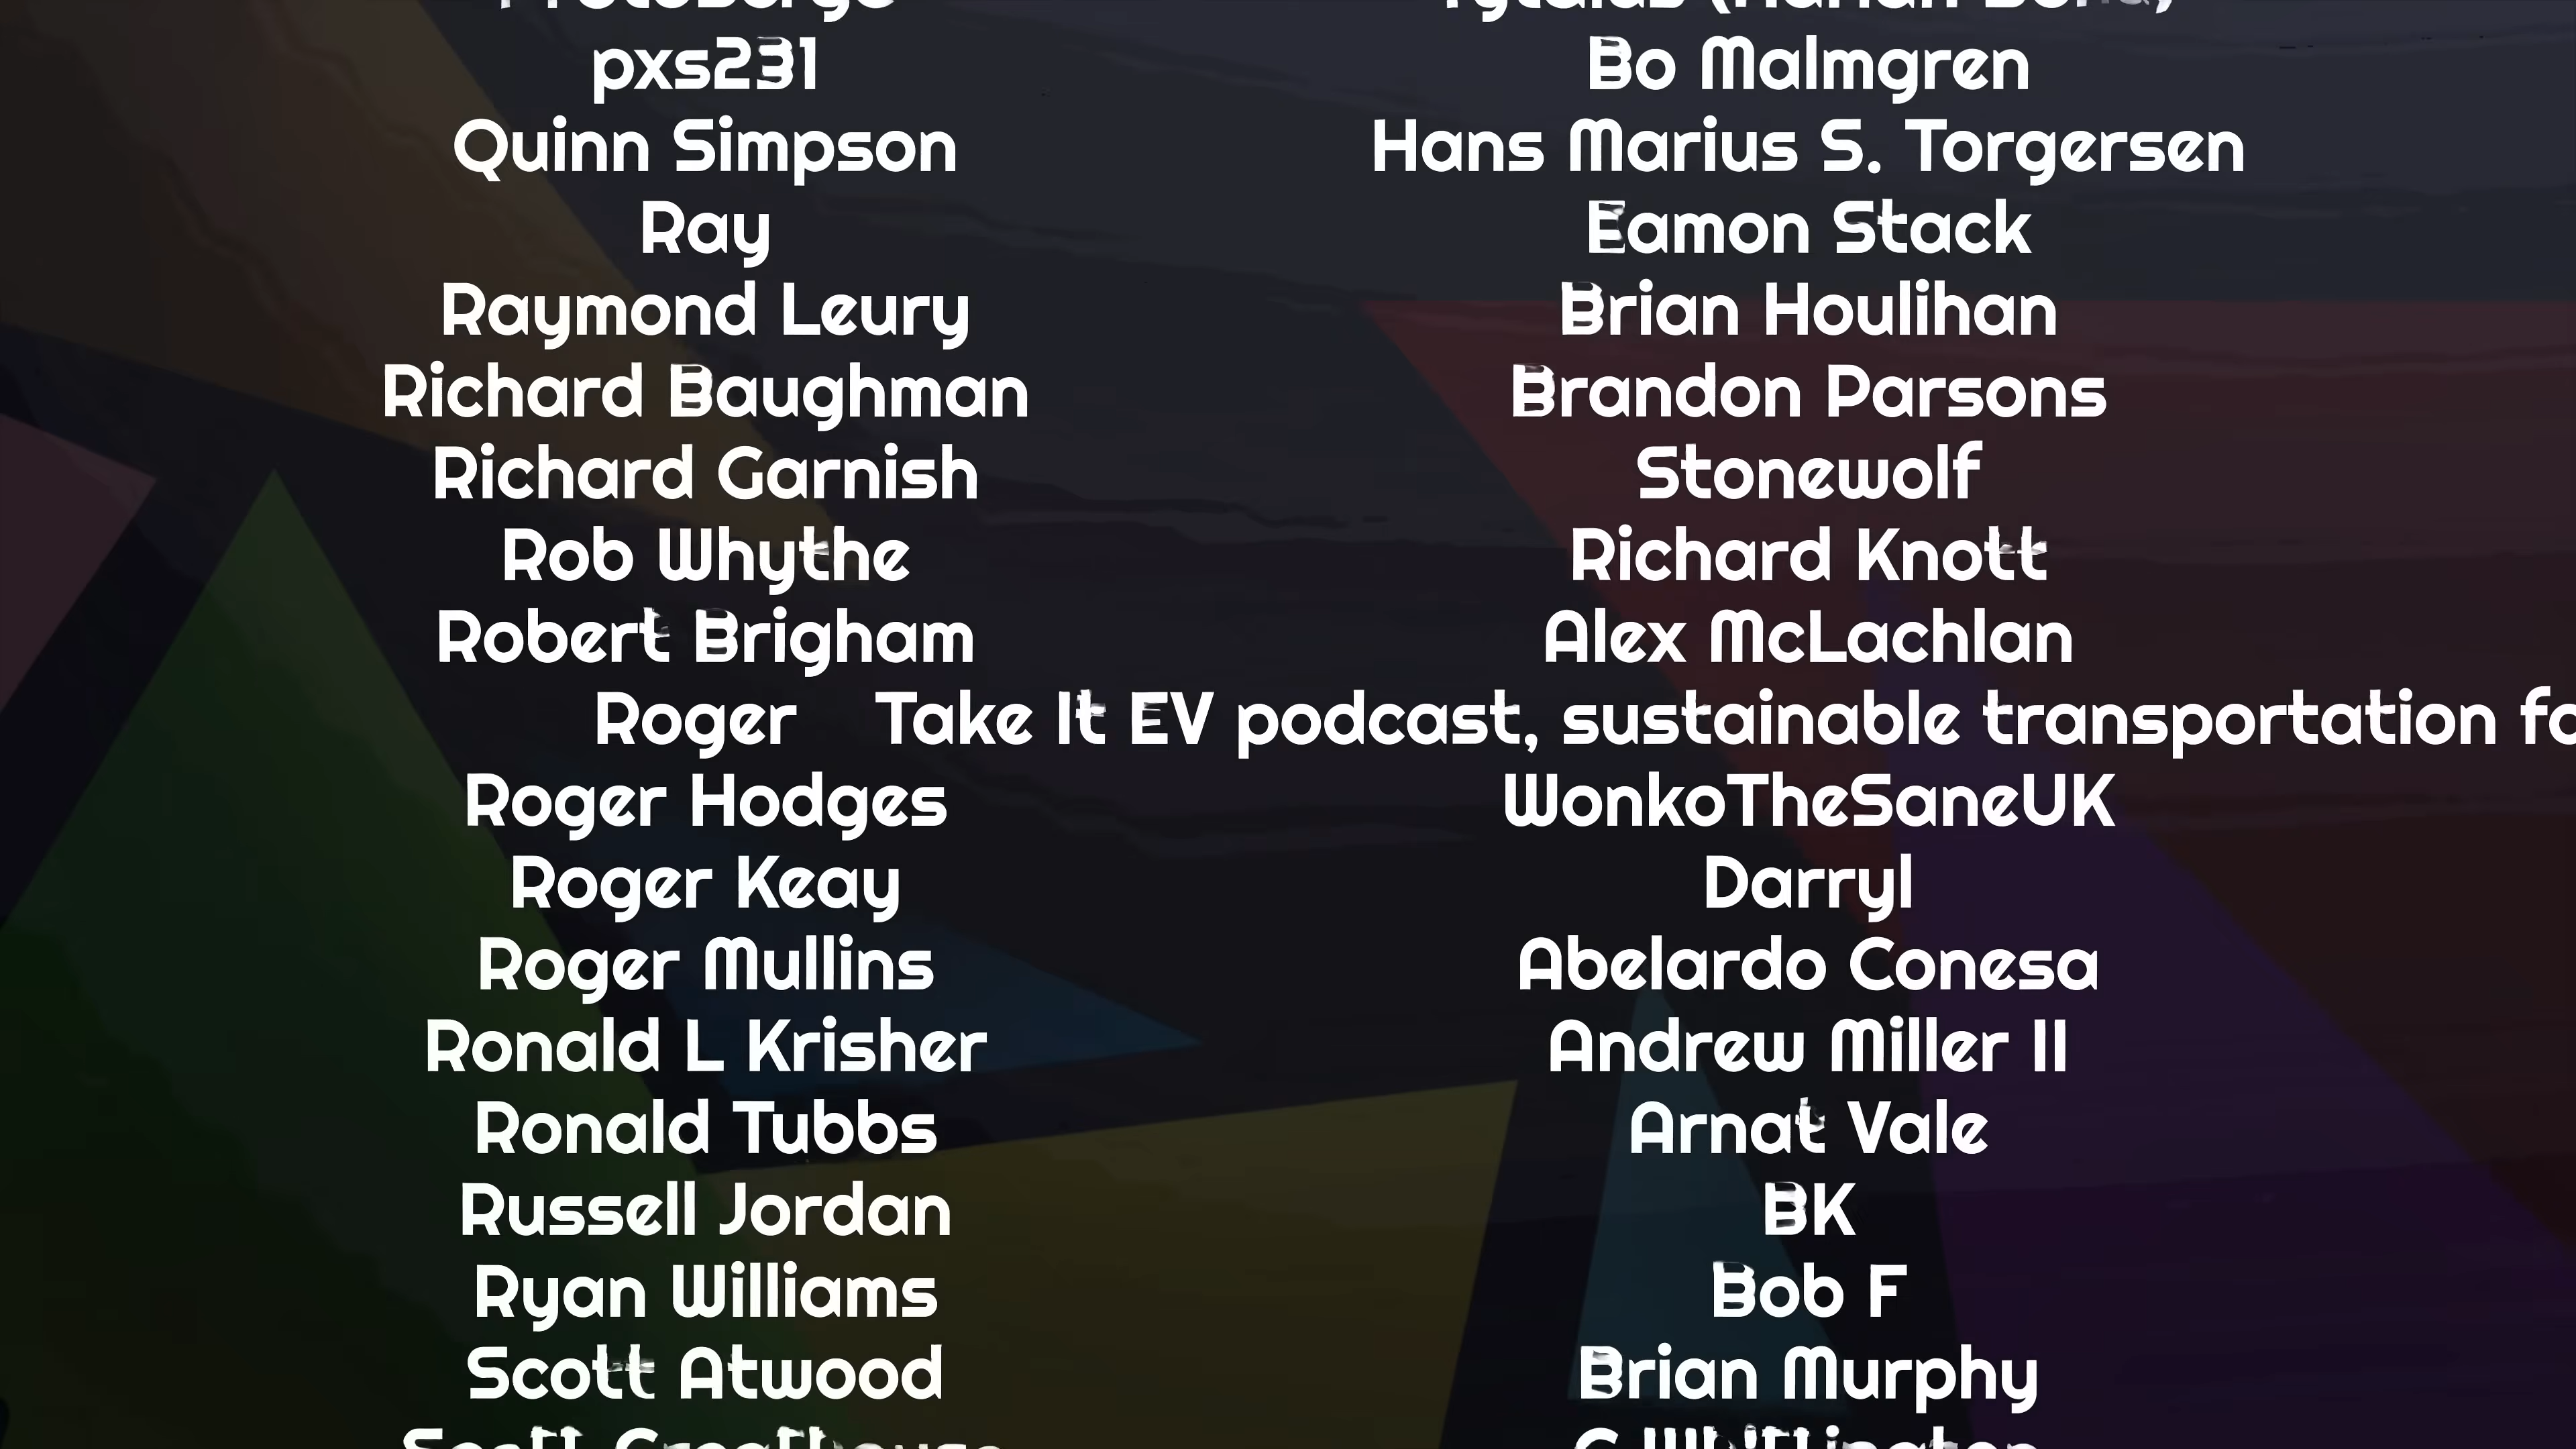 pxs231
Quinn Simpson
Ray
Raymond Leury
Richard Baughman
Richard Garnish
Rob Whythe
Robert Brigham
Roger
Roger Hodges
Roger Keay
Roger Mullins
Ronald L Krisher
Ronald Tubbs
Russell Jordan
Ryan Williams
Scott Atwood
Bo Malmgren
Hans Marius S. Torgersen
Eamon Stack
Brian Houlihan
Brandon Parsons
Stonewolf
Richard Knott
Alex McLachlan
Take It EV podcast, sustainable transportation
WonkoTheSaneUK
Darryl
Abelardo Conesa
Andrew Miller II
Arnat Vale
BK
Bob F
Brian Murphy